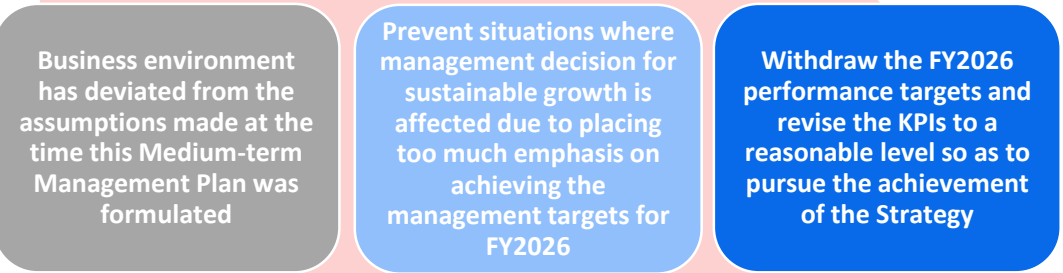 Business environment
has deviated from the
assumptions made at the
time this Medium-term
Management Plan was
formulated
Prevent situations where
management decision for
sustainable growth is
affected due to placing
too much emphasis on
achieving the
management targets for
FY2026
Withdraw the FY2026
performance targets and
revise the KPIs to a
reasonable level so as to
pursue the achievement
of the Strategy